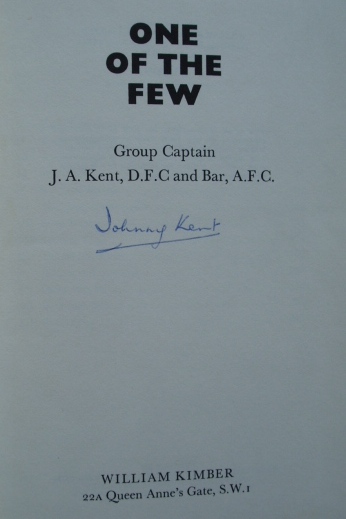 ONE
OF THE
FEW
Group Captain
J. A. Kent, D.F.C and Bar, A.F.C.
Johnny Kent
WILLIAM KIMBER
22A Queen Anne's Gate, S.W.1